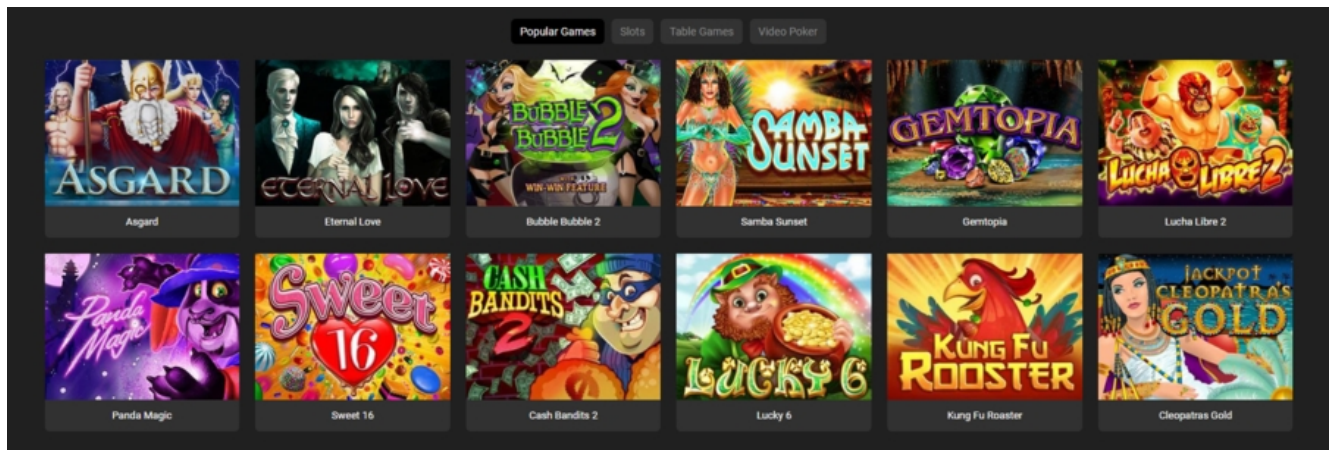 Popular Games
Slots
Table Games
Video Poker
ASGARD
ETERNAL LOVE
BUBBLE
BUBBLE 2
WIN-WIN FEATURE
SAMBA
SUNSET
GEMTOPIA
LUCHA LIBRE 2
Asgard
Eternal Love
Bubble Bubble 2
Samba Sunset
Gemtopia
Lucha Libre 2
Panda
Magic
Sweet
16
CASH
BANDITS
2
LUCKY 6
KUNG FU
ROOSTER
JACKPOT
CLEOPATRA'S
GOLD
Panda Magic
Sweet 16
Cash Bandits 2
Lucky 6
Kung Fu Roaster
Cleopatras Gold